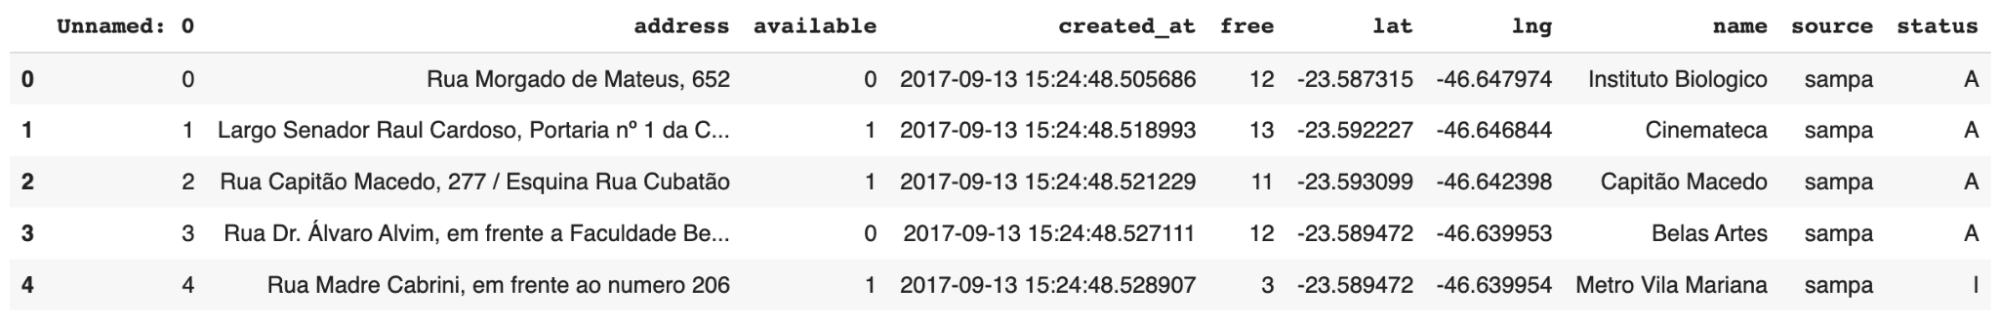 Unnamed: 0 address available created_at free lat lng name source status
0 0 Rua Morgado de Mateus, 652 0 2017-09-13 15:24:48.505686 12 -23.587315 -46.647974 Instituto Biologico sampa A
1 1 Largo Senador Raul Cardoso, Portaria nº 1 da C... 1 2017-09-13 15:24:48.518993 13 -23.592227 -46.646844 Cinemateca sampa A
2 2 Rua Capitão Macedo, 277 / Esquina Rua Cubatão 1 2017-09-13 15:24:48.521229 11 -23.593099 -46.642398 Capitão Macedo sampa A
3 3 Rua Dr. Álvaro Alvim, em frente a Faculdade Be... 0 2017-09-13 15:24:48.527111 12 -23.589472 -46.639953 Belas Artes sampa A
4 4 Rua Madre Cabrini, em frente ao numero 206 1 2017-09-13 15:24:48.528907 3 -23.589472 -46.639954 Metro Vila Mariana sampa I